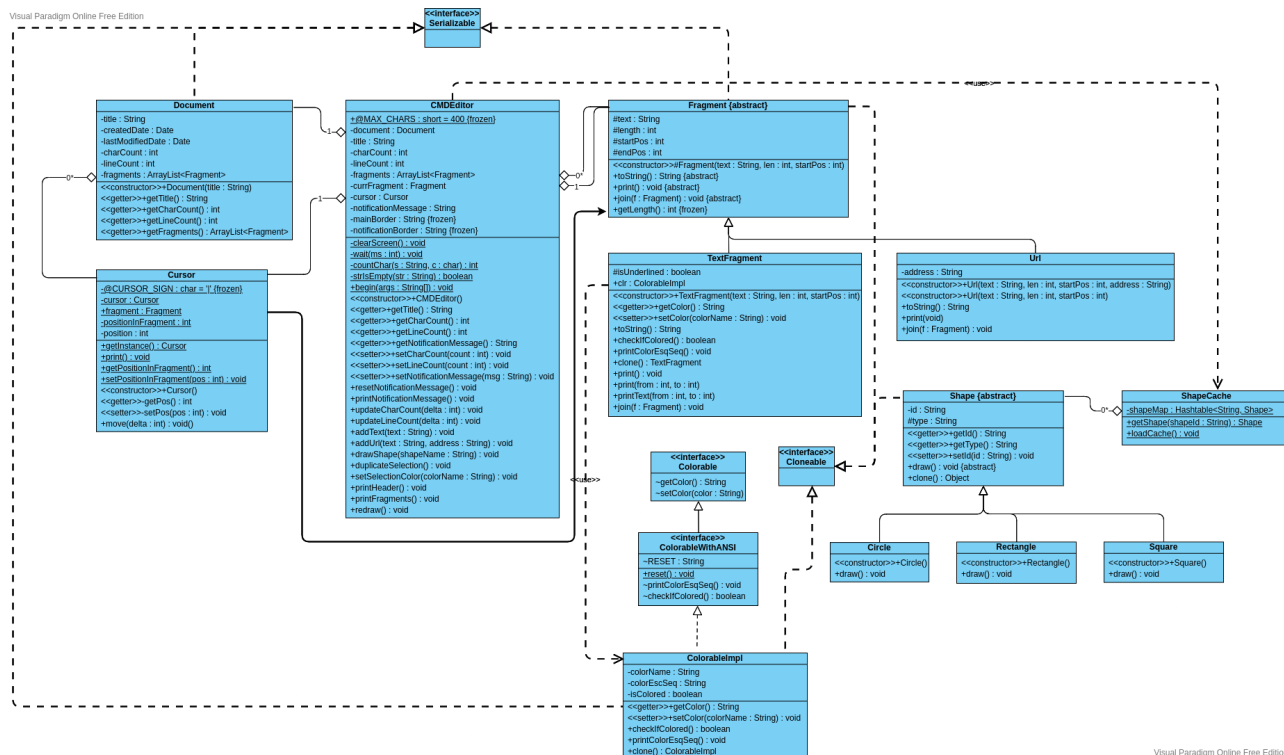 Visual Paradigm Online Free Edition
<<interface>>
Serializable
<<use>>
Document
-title : String
-createdDate : Date
-lastModifiedDate : Date
-charCount : int
-lineCount : int
-fragments : ArrayList<Fragment>
<<constructor>>+Document(title : String)
<<getter>>+getTitle() : String
<<getter>>+getCharCount() : int
<<getter>>+getLineCount() : int
<<getter>>+getFragments() : ArrayList<Fragment>
1
0*
1
CMDEditor
+@MAX_CHARS : short = 400 {frozen}
-document : Document
-title : String
-charCount : int
-lineCount : int
-fragments : ArrayList<Fragment>
-currFragment : Fragment
-cursor : Cursor
-notificationMessage : String
-mainBorder : String {frozen}
-notificationBorder : String {frozen}
-clearScreen() : void
-wait(ms : int) : void
-countChar(s : String, c : char) : int
-strIsEmpty(str : String) : boolean
+begin(args : String[]) : void
<<constructor>>+CMDEditor()
<<getter>>+getTitle() : String
<<getter>>+getCharCount() : int
<<getter>>+getLineCount() : int
<<getter>>+getNotificationMessage() : String
<<setter>>+setCharCount(count : int) : void
<<setter>>+setLineCount(count : int) : void
<<setter>>+setNotificationMessage(msg : String) : void
+resetNotificationMessage() : void
+printNotificationMessage() : void
+updateCharCount(delta : int) : void
+updateLineCount(delta : int) : void
+addText(text : String) : void
+addUrl(text : String, address : String) : void
+drawShape(shapeName : String) : void
+duplicateSelection() : void
+setSelectionColor(colorName : String) : void
+printHeader() : void
+printFragments() : void
+redraw() : void
0*
1
Fragment {abstract}
#text : String
#length : int
#startPos : int
#endPos : int
<<constructor>>#Fragment(text : String, len : int, startPos : int)
+toString() : String {abstract}
+print() : void {abstract}
+join(f : Fragment) : void {abstract}
+getLength() : int {frozen}
Cursor
-@CURSOR_SIGN : char = '|' {frozen}
-cursor : Cursor
+fragment : Fragment
-positionInFragment : int
-position : int
+getInstance() : Cursor
+print() : void
+getPositionInFragment() : int
+setPositionInFragment(pos : int) : void
<<constructor>>+Cursor()
<<getter>>-getPos() : int
<<setter>>-setPos(pos : int) : void
+move(delta : int) : void()
TextFragment
#isUnderlined : boolean
+clr : ColorableImpl
<<constructor>>+TextFragment(text : String, len : int, startPos : int)
<<getter>>+getColor() : String
<<setter>>+setColor(colorName : String) : void
+toString() : String
+checkIfColored() : boolean
+printColorEsqSeq() : void
+clone() : TextFragment
+print() : void
+print(from : int, to : int)
+printText(from : int, to : int)
+join(f : Fragment) : void
Url
-address : String
<<constructor>>+Url(text : String, len : int, startPos : int, address : String)
<<constructor>>+Url(text : String, len : int, startPos : int)
+toString() : String
+print(void)
+join(f : Fragment) : void
Shape {abstract}
-id : String
#type : String
<<getter>>+getId() : String
<<getter>>+getType() : String
<<setter>>+setId(id : String) : void
+draw() : void {abstract}
+clone() : Object
0*
ShapeCache
-shapeMap : Hashtable<String, Shape>
+getShape(shapeId : String) : Shape
+loadCache() : void
<<interface>>
Colorable
~getColor() : String
~setColor(color : String)
<<interface>>
Cloneable
<<use>>
<<interface>>
ColorableWithANSI
~RESET : String
+reset() : void
~printColorEsqSeq() : void
~checkIfColored() : boolean
Circle
<<constructor>>+Circle()
+draw() : void
Rectangle
<<constructor>>+Rectangle()
+draw() : void
Square
<<constructor>>+Square()
+draw() : void
ColorableImpl
-colorName : String
-colorEscSeq : String
-isColored : boolean
<<getter>>+getColor() : String
<<setter>>+setColor(colorName : String) : void
+checkIfColored() : boolean
+printColorEsqSeq() : void
+clone() : ColorableImpl
Visual Paradigm Online Free Edition